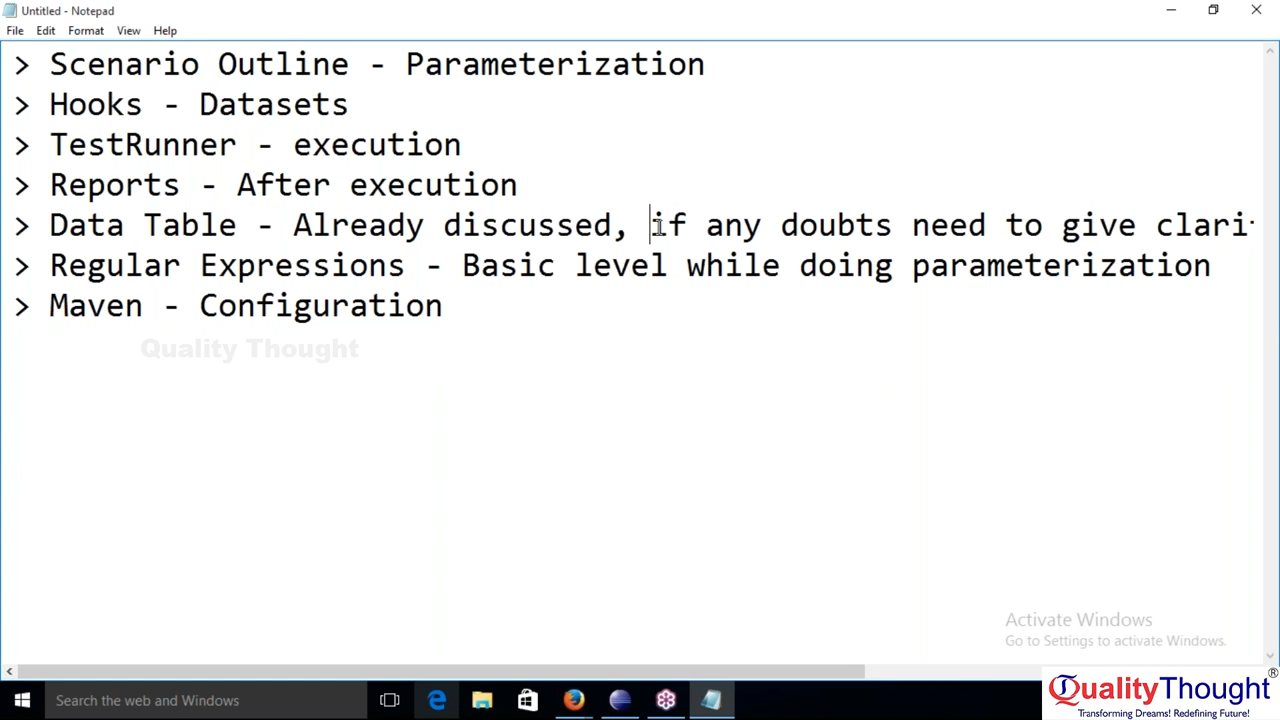 Untitled - Notepad
File Edit Format View Help
> Scenario Outline - Parameterization
> Hooks - Datasets
> TestRunner - execution
> Reports - After execution
> Data Table - Already discussed, if any doubts need to give clari
> Regular Expressions - Basic level while doing parameterization
> Maven - Configuration
Quality Thought
Activate Windows
Go to Settings to activate Windows.
Search the web and Windows
QualityThought®
Transforming Dreams! Redefining Future!